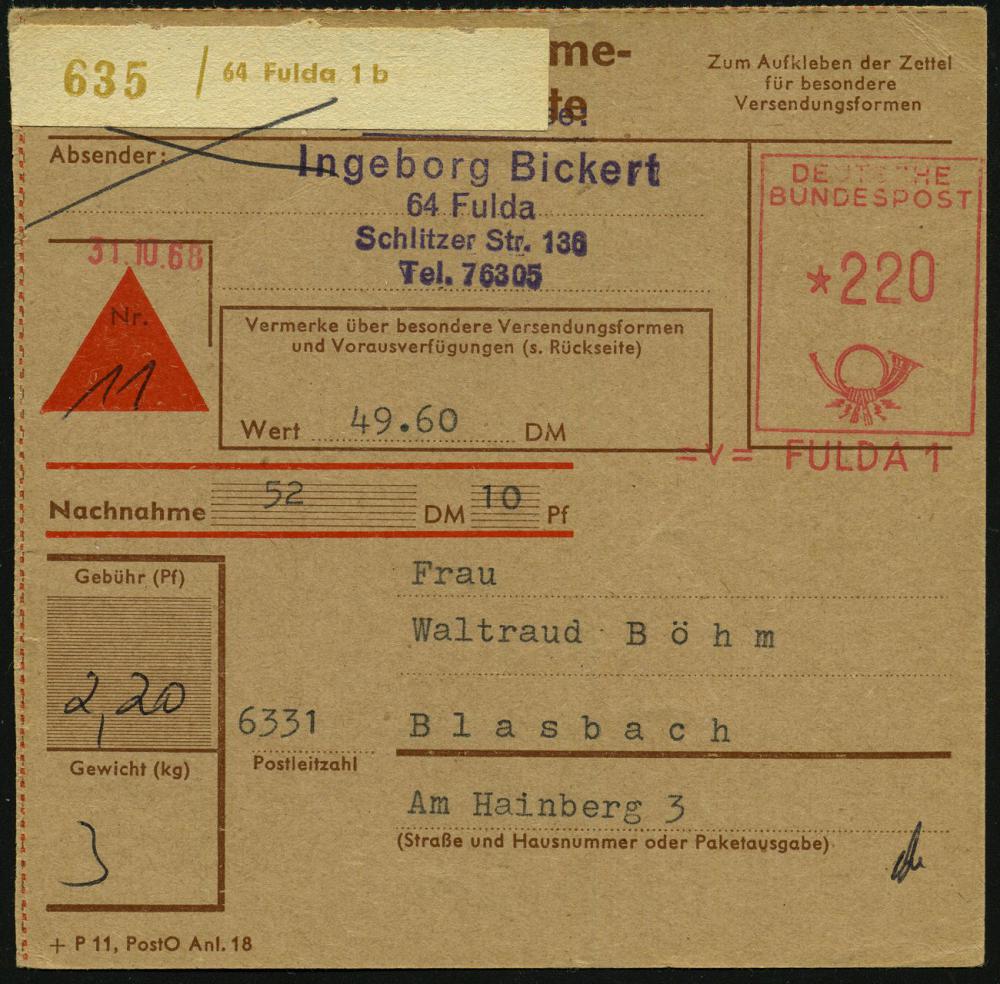 635 / 64 Fulda 1 b
me-
te
Zum Aufkleben der Zettel
für besondere
Versendungsformen
Absender:
Ingeborg Bickert
64 Fulda
Schlitzer Str. 136
Tel. 76305
DEUTSCHE
BUNDESPOST
*220
=V= FULDA 1
31.10.68
Nr.
11
Vermerke über besondere Versendungsformen
und Vorausverfügungen (s. Rückseite)
Wert 49.60 DM
Nachnahme 52 DM 10 Pf
Gebühr (Pf)
2,20
Gewicht (kg)
3
Frau
Waltraud B ö h m
6331 B l a s b a c h
Postleitzahl
Am Hainberg 3
(Straße und Hausnummer oder Paketausgabe)
+ P 11, PostO Anl. 18